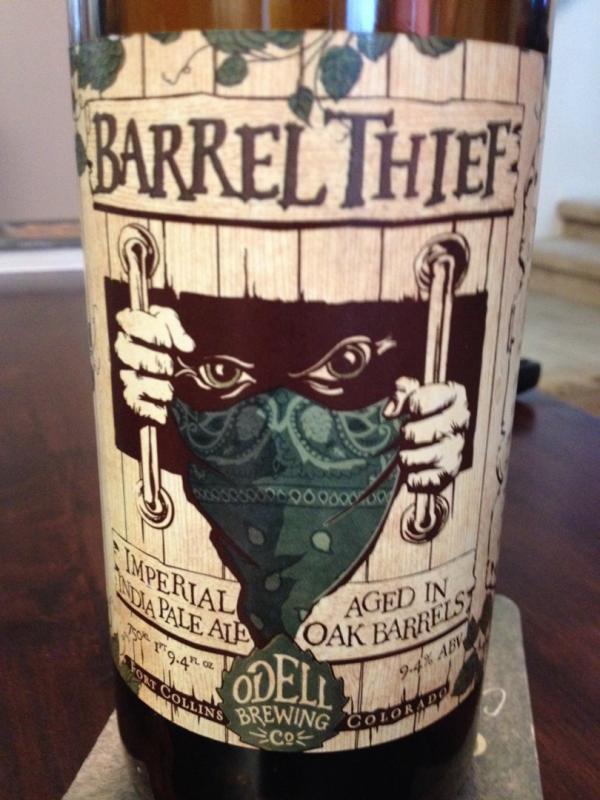 BARREL THIEF
IMPERIAL
INDIA PALE ALE
AGED IN
OAK BARRELS
750ML 1PT 9.4FL OZ
9.4% ABV
FORT COLLINS
ODELL
BREWING
CO
COLORADO